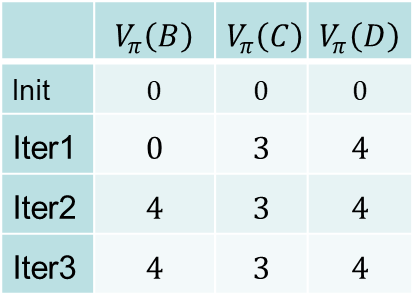 Vπ(B) Vπ(C) Vπ(D)
Init 0 0 0
Iter1 0 3 4
Iter2 4 3 4
Iter3 4 3 4